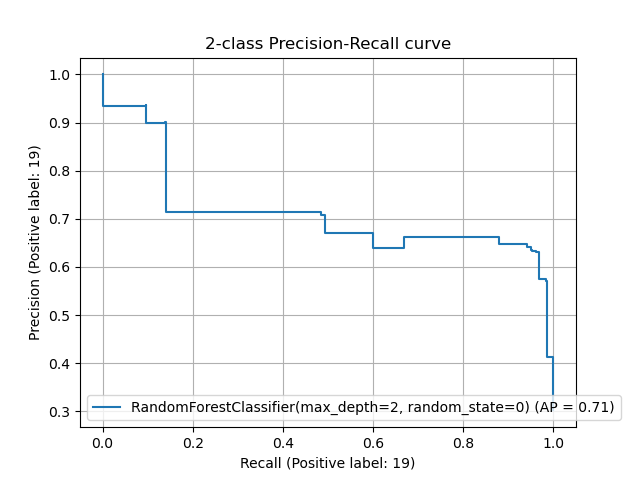 2-class Precision-Recall curve
1.0
0.9
0.8
0.7
0.6
0.5
0.4
0.3
Precision (Positive label: 19)
RandomForestClassifier(max_depth=2, random_state=0) (AP = 0.71)
0.0 0.2 0.4 0.6 0.8 1.0
Recall (Positive label: 19)